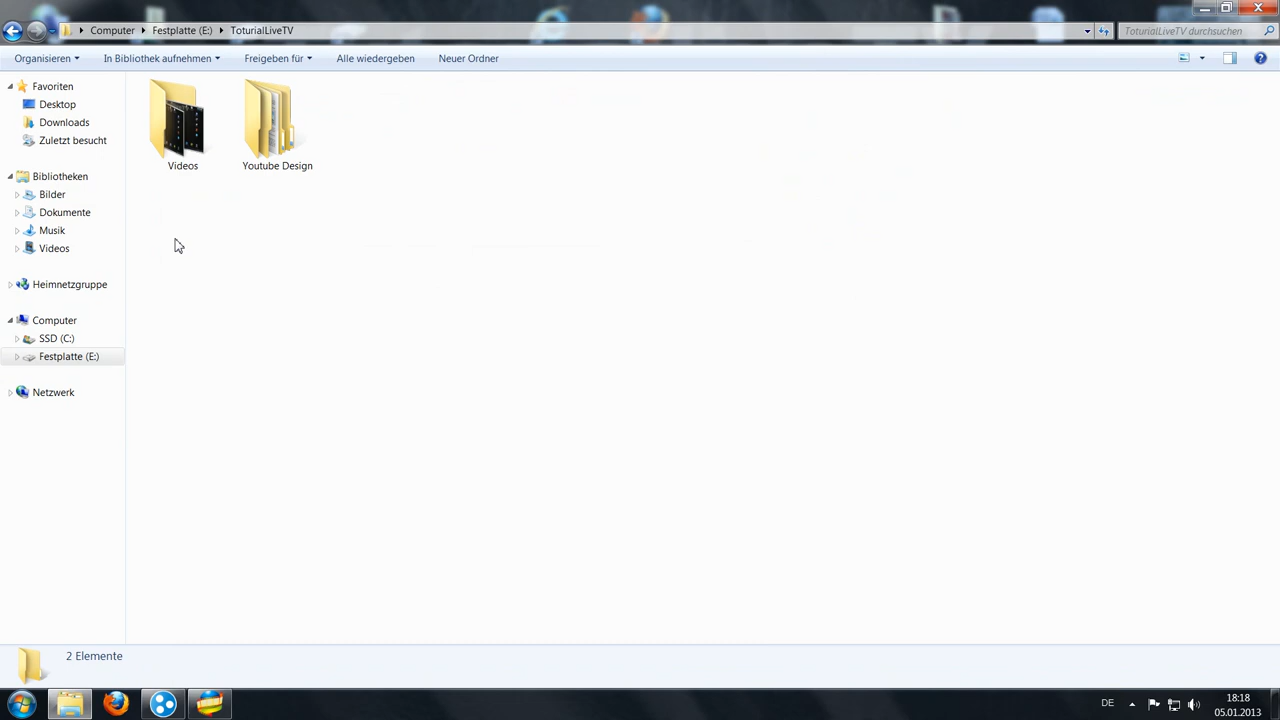 Computer Festplatte (E:) ToturialLiveTV
ToturialLiveTV durchsuchen
Organisieren In Bibliothek aufnehmen Freigeben für Alle wiedergeben Neuer Ordner
Favoriten
Desktop
Downloads
Zuletzt besucht
Bibliotheken
Bilder
Dokumente
Musik
Videos
Heimnetzgruppe
Computer
SSD (C:)
Festplatte (E:)
Netzwerk
Videos
Youtube Design
2 Elemente
DE
18:18
05.01.2013